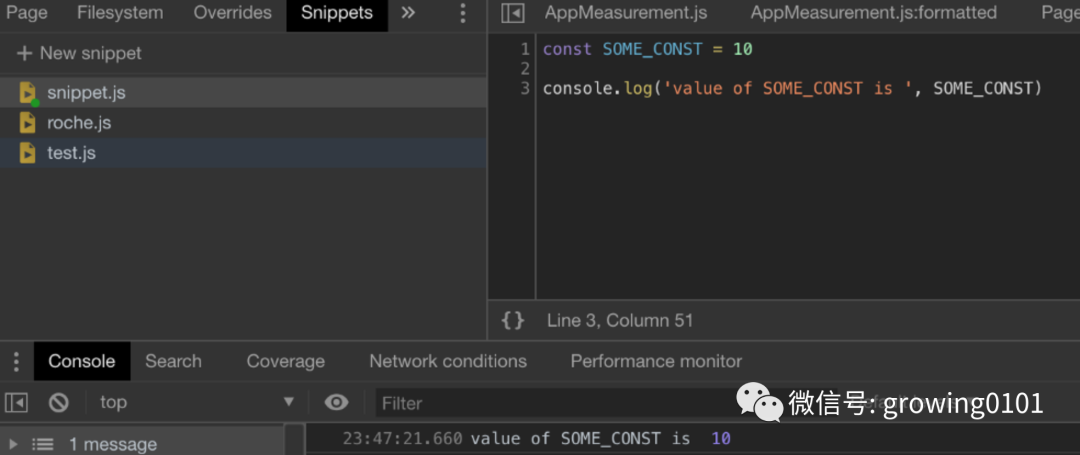 Page Filesystem Overrides Snippets »
AppMeasurement.js AppMeasurement.js:formatted Page
+ New snippet
snippet.js
roche.js
test.js
1 const SOME_CONST = 10
2
3 console.log('value of SOME_CONST is ', SOME_CONST)
{} Line 3, Column 51
Console Search Coverage Network conditions Performance monitor
top Filter
微信号: growing0101
1 message
23:47:21.660 value of SOME_CONST is 10